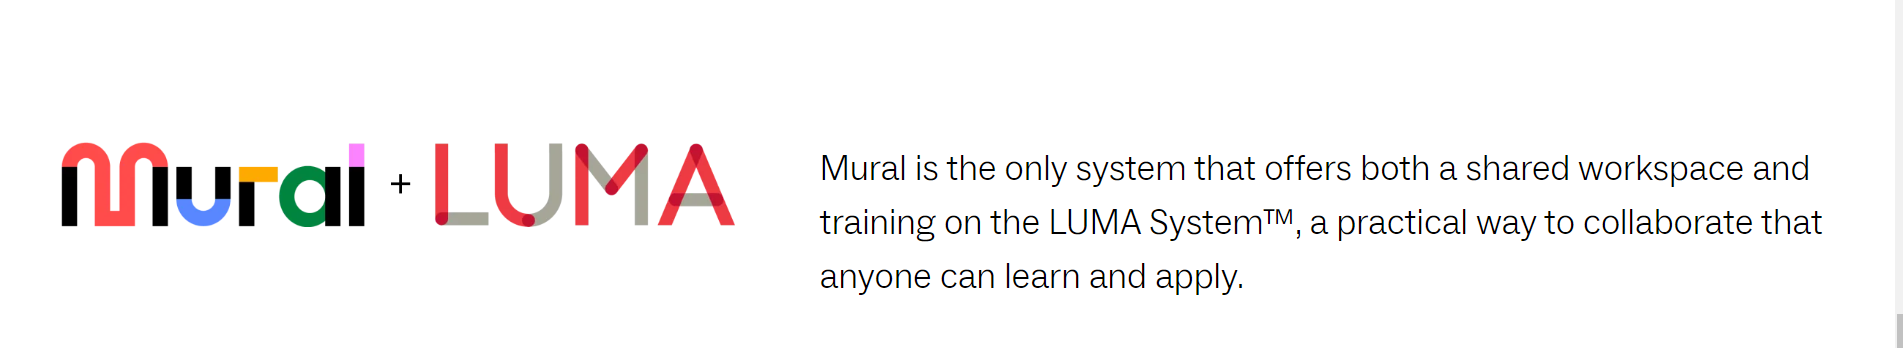 mural + LUMA
Mural is the only system that offers both a shared workspace and
training on the LUMA System™, a practical way to collaborate that
anyone can learn and apply.